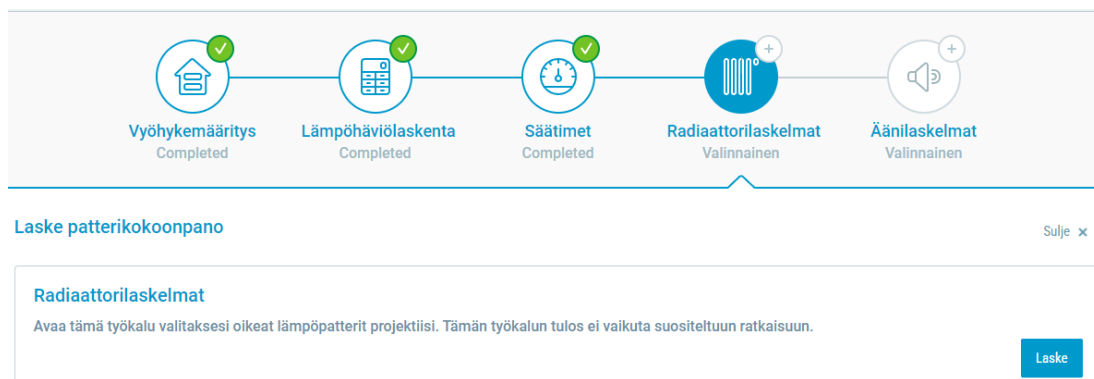 Vyöhykemääritys
Lämpöhäviölaskenta
Säätimet
Radiaattorilaskelmat
Äänilaskelmat
Completed
Completed
Completed
Valinnainen
Valinnainen
Laske patterikokoonpano
Sulje ×
Radiaattorilaskelmat
Avaa tämä työkalu valitaksesi oikeat lämpöpatterit projektiisi. Tämän työkalun tulos ei vaikuta suositeltuun ratkaisuun.
Laske